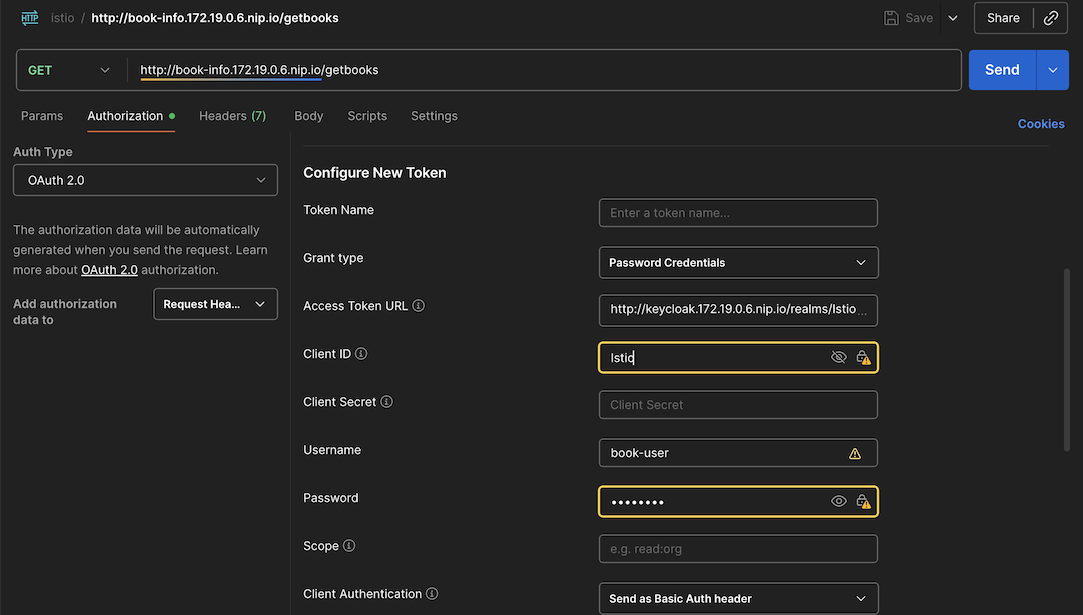 HTTP istio / http://book-info.172.19.0.6.nip.io/getbooks Save Share
GET http://book-info.172.19.0.6.nip.io/getbooks Send
Params Authorization Headers (7) Body Scripts Settings Cookies
Auth Type
OAuth 2.0
The authorization data will be automatically
generated when you send the request. Learn
more about OAuth 2.0 authorization.
Add authorization
data to
Request Hea...
Configure New Token
Token Name Enter a token name...
Grant type Password Credentials
Access Token URL http://keycloak.172.19.0.6.nip.io/realms/Istio...
Client ID Istio
Client Secret Client Secret
Username book-user
Password ••••••••
Scope e.g. read:org
Client Authentication Send as Basic Auth header